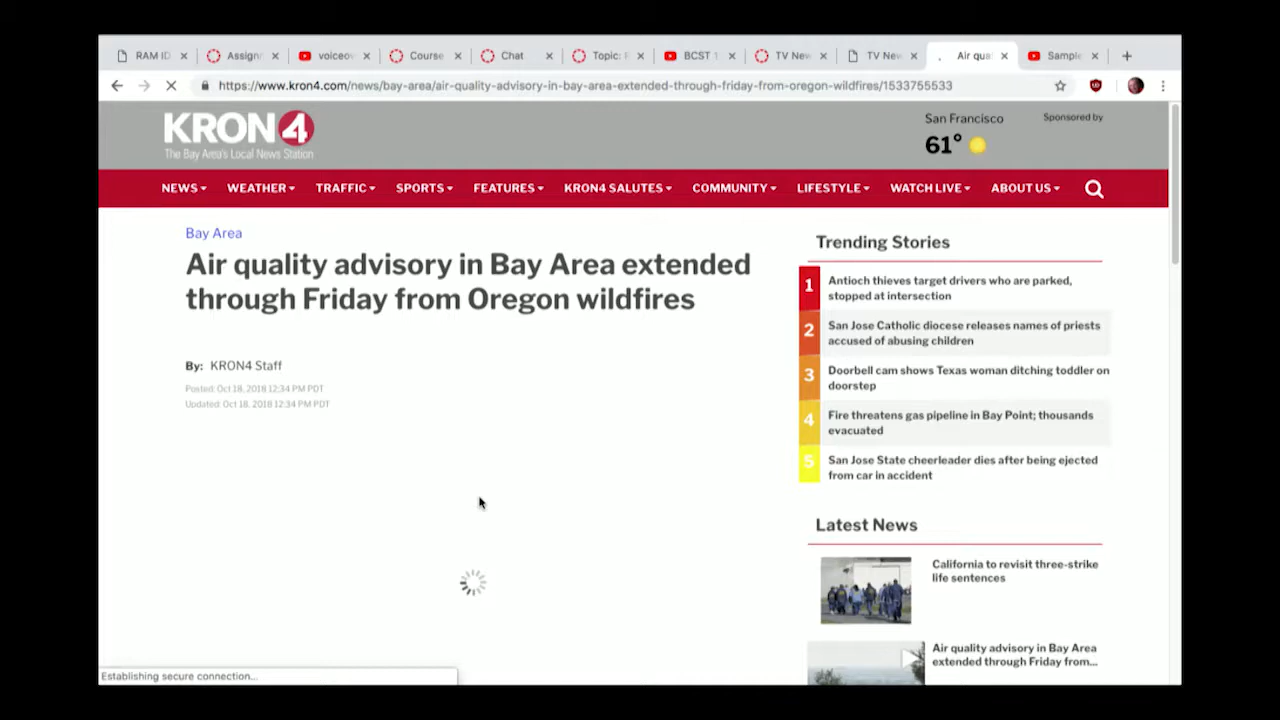 RAM ID
Assignr
voiceov
Course
Chat
Topic: F
BCST 1
TV New
TV New
Air qua
Sample
https://www.kron4.com/news/bay-area/air-quality-advisory-in-bay-area-extended-through-friday-from-oregon-wildfires/1533755533
KRON 4
The Bay Area's Local News Station
San Francisco
61°
Sponsored by
NEWS WEATHER TRAFFIC SPORTS FEATURES KRON4 SALUTES COMMUNITY LIFESTYLE WATCH LIVE ABOUT US
Bay Area
Air quality advisory in Bay Area extended
through Friday from Oregon wildfires
By: KRON4 Staff
Posted: Oct 18, 2018 12:34 PM PDT
Updated: Oct 18, 2018 12:34 PM PDT
Trending Stories
1
Antioch thieves target drivers who are parked,
stopped at intersection
2
San Jose Catholic diocese releases names of priests
accused of abusing children
3
Doorbell cam shows Texas woman ditching toddler on
doorstep
4
Fire threatens gas pipeline in Bay Point; thousands
evacuated
5
San Jose State cheerleader dies after being ejected
from car in accident
Latest News
California to revisit three-strike
life sentences
Air quality advisory in Bay Area
extended through Friday from...
Establishing secure connection...